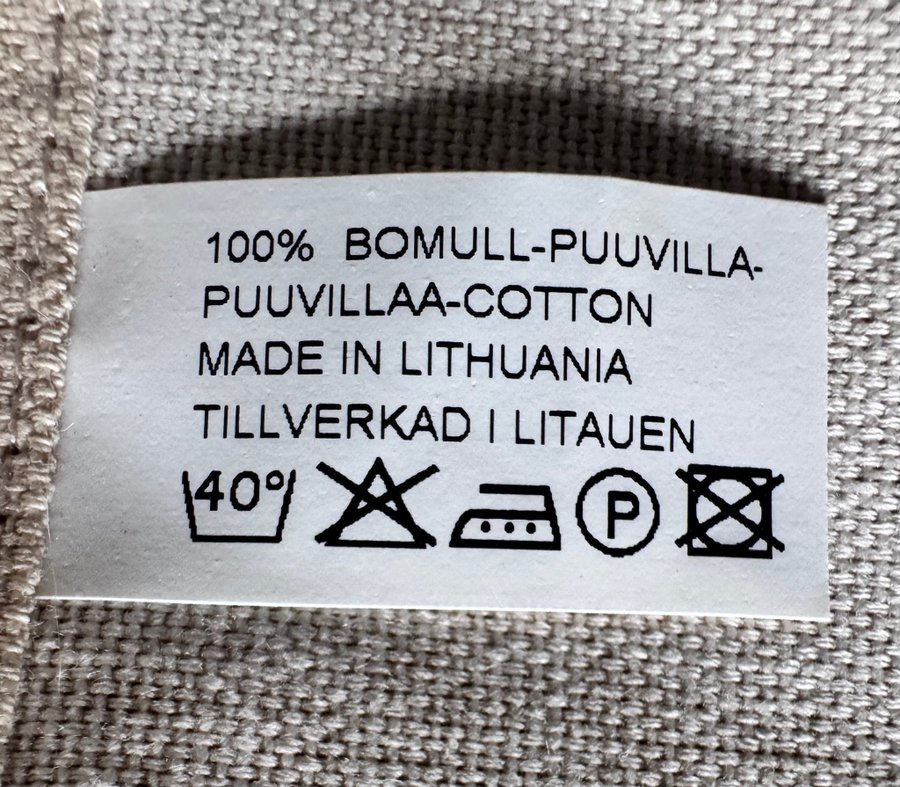 100% BOMULL-PUUVILLA-
PUUVILLAA-COTTON
MADE IN LITHUANIA
TILLVERKAD I LITAUEN
40° P